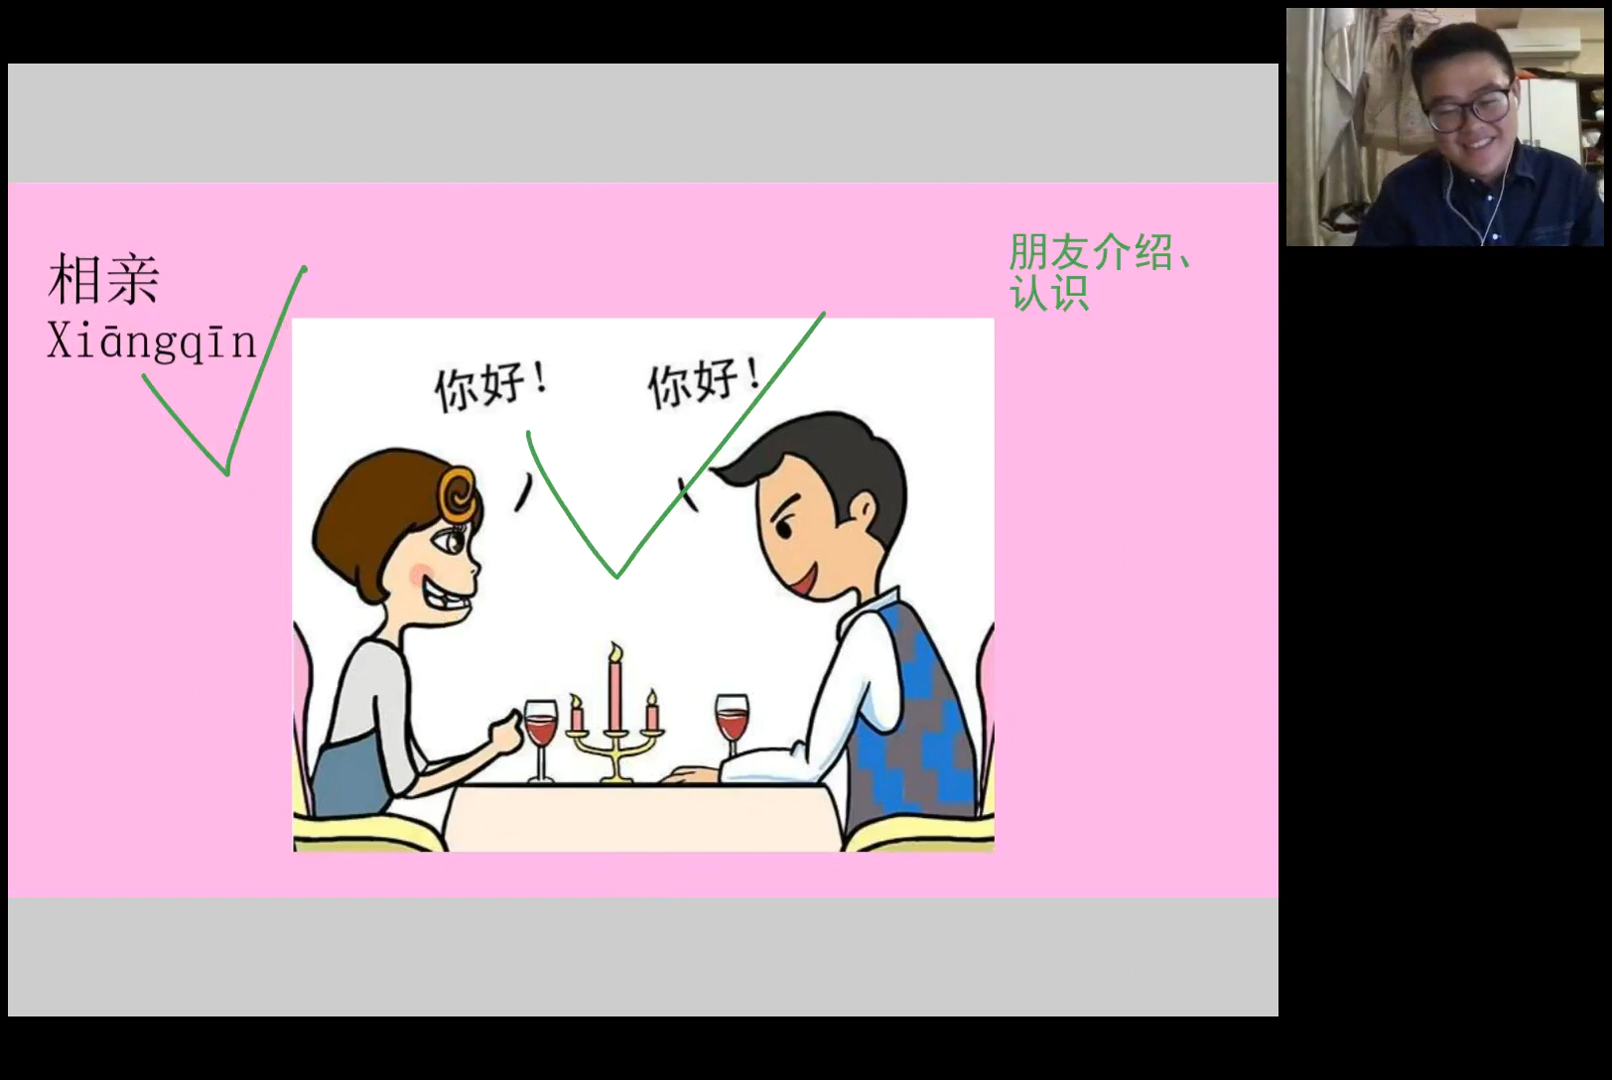 相亲
Xiāngqīn
朋友介绍、
认识
你好！
你好！